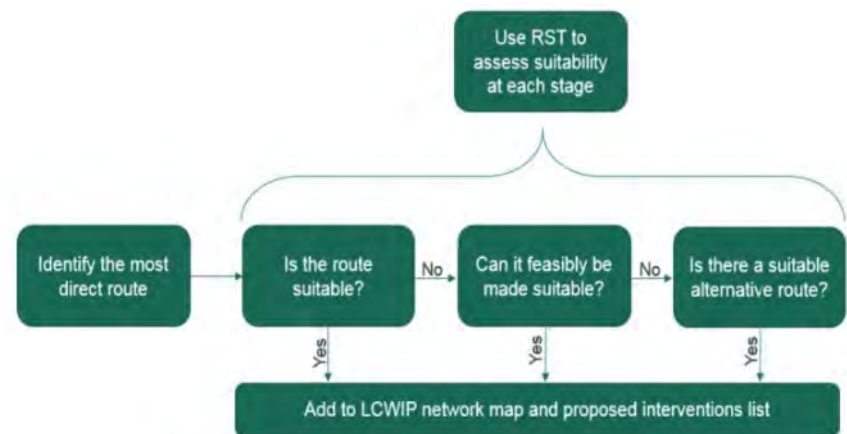 Use RST to
assess suitability
at each stage
Identify the most
direct route
Is the route
suitable?
No
Can it feasibly be
made suitable?
No
Is there a suitable
alternative route?
Yes
Yes
Yes
Add to LCWIP network map and proposed interventions list